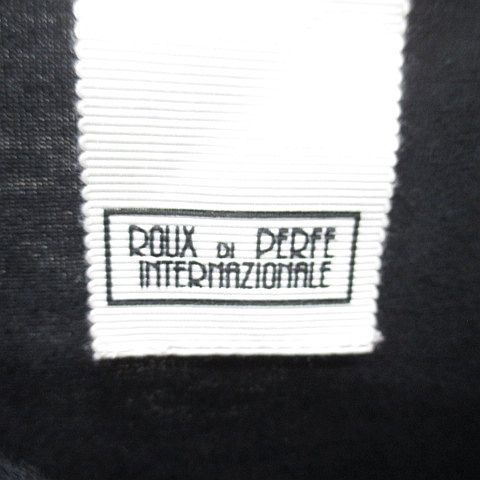 ROUX DI PERFE
INTERNAZIONALE